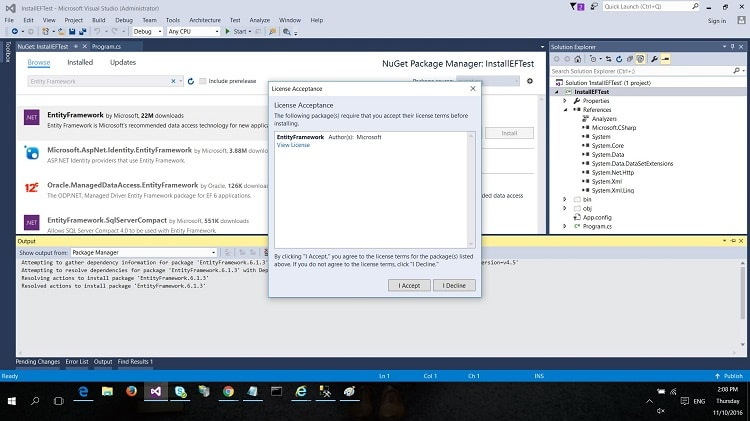 InstallEFTest - Microsoft Visual Studio (Administrator)
2
Quick Launch (Ctrl+Q)
File Edit View Project Build Debug Team Tools Architecture Test Analyze Window Help
Sign in
Debug Any CPU Start
Toolbox
NuGet: InstallEFTest Program.cs
Browse Installed Updates
NuGet Package Manager: InstallEFTest
Entity Framework
Include prerelease
Package source:
EntityFramework by Microsoft, 22M downloads
Entity Framework is Microsoft's recommended data access technology for new
Microsoft.AspNet.Identity.EntityFramework by Microsoft, 3.88M
ASP.NET Identity providers that use Entity Framework.
Oracle.ManagedDataAccess.EntityFramework by Oracle, 126K
The ODP.NET, Managed Driver Entity Framework package for EF 6 applications.
EntityFramework.SqlServerCompact by Microsoft, 551K downloads
Allows SQL Server Compact 4.0 to be used with Entity Framework.
Install
ded data access
License Acceptance
License Acceptance
The following package(s) require that you accept their license terms before
installing.
EntityFramework Author(s): Microsoft
View License
By clicking "I Accept," you agree to the license terms for the package(s) listed
above. If you do not agree to the license terms, click "I Decline."
I Accept I Decline
Solution Explorer
Search Solution Explorer (Ctrl+;)
Solution 'InstallEFTest' (1 project)
InstallEFTest
Properties
References
Analyzers
Microsoft.CSharp
System
System.Core
System.Data
System.Data.DataSetExtensions
System.Net.Http
System.Xml
System.Xml.Linq
bin
obj
App.config
Program.cs
Output
Show output from: Package Manager
Attempting to gather dependency information for package 'EntityFramework.6.1.3'
ersion=v4.5'
Attempting to resolve dependencies for package 'EntityFramework.6.1.3' with Dep
Resolving actions to install package 'EntityFramework.6.1.3'
Resolved actions to install package 'EntityFramework.6.1.3'
Pending Changes Error List Output Find Results 1
Ready Ln 1 Col 1 Ch 1 INS Publish
ENG
2:08 PM
Thursday
11/10/2016